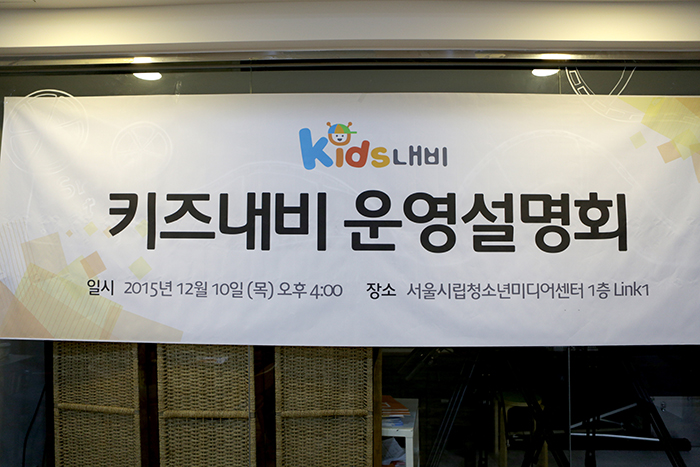 Kids내비
키즈내비 운영설명회
일시 2015년 12월 10일 (목) 오후 4:00 장소 서울시립청소년미디어센터 1층 Link1